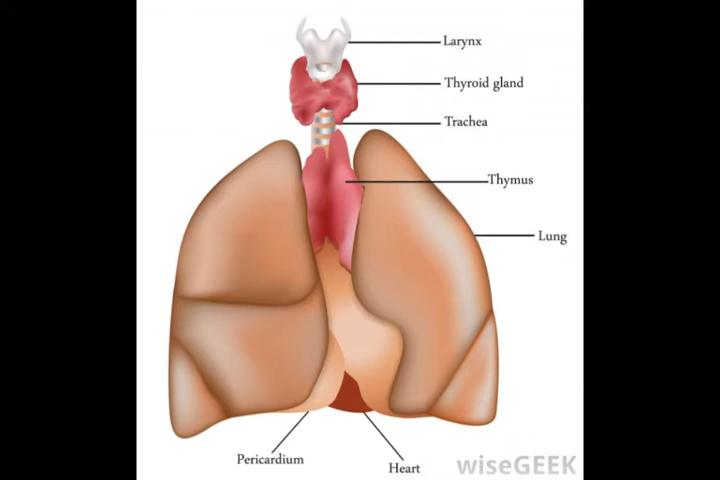 Larynx
Thyroid gland
Trachea
Thymus
Lung
Pericardium
Heart
wiseGEEK